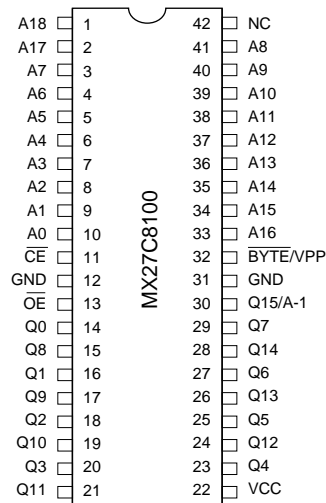 A18 1 42 NC
A17 2 41 A8
A7 3 40 A9
A6 4 39 A10
A5 5 38 A11
A4 6 37 A12
A3 7 36 A13
A2 8 35 A14
A1 9 34 A15
A0 10 33 A16
CE 11 32 BYTE/VPP
GND 12 31 GND
OE 13 30 Q15/A-1
Q0 14 29 Q7
Q8 15 28 Q14
Q1 16 27 Q6
Q9 17 26 Q13
Q2 18 25 Q5
Q10 19 24 Q12
Q3 20 23 Q4
Q11 21 22 VCC
MX27C8100